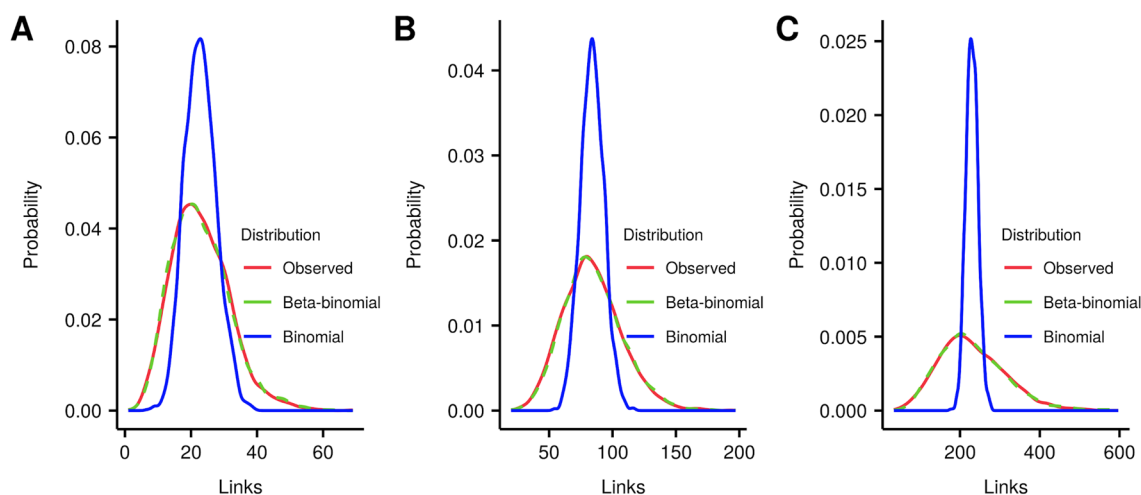 A
Probability
0.08
0.06
0.04
0.02
0.00
0 20 40 60
Links
Distribution
Observed
Beta-binomial
Binomial
B
Probability
0.04
0.03
0.02
0.01
0.00
50 100 150 200
Links
Distribution
Observed
Beta-binomial
Binomial
C
Probability
0.025
0.020
0.015
0.010
0.005
0.000
200 400 600
Links
Distribution
Observed
Beta-binomial
Binomial